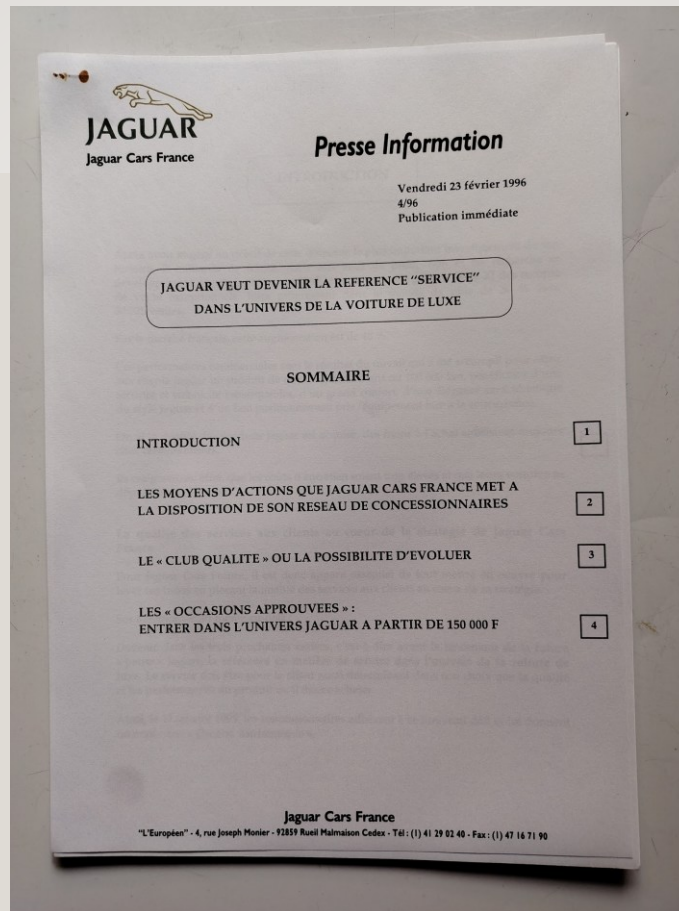 JAGUAR
Jaguar Cars France
Presse Information
Vendredi 23 février 1996
4/96
Publication immédiate
JAGUAR VEUT DEVENIR LA REFERENCE "SERVICE"
DANS L'UNIVERS DE LA VOITURE DE LUXE
SOMMAIRE
INTRODUCTION 1
LES MOYENS D'ACTIONS QUE JAGUAR CARS FRANCE MET A
LA DISPOSITION DE SON RESEAU DE CONCESSIONNAIRES 2
LE « CLUB QUALITE » OU LA POSSIBILITE D'EVOLUER 3
LES « OCCASIONS APPROUVEES » :
ENTRER DANS L'UNIVERS JAGUAR A PARTIR DE 150 000 F 4
Jaguar Cars France
"L'Européen" - 4, rue Joseph Monier - 92859 Rueil Malmaison Cedex - Tél : (1) 41 29 02 40 - Fax : (1) 47 16 71 90